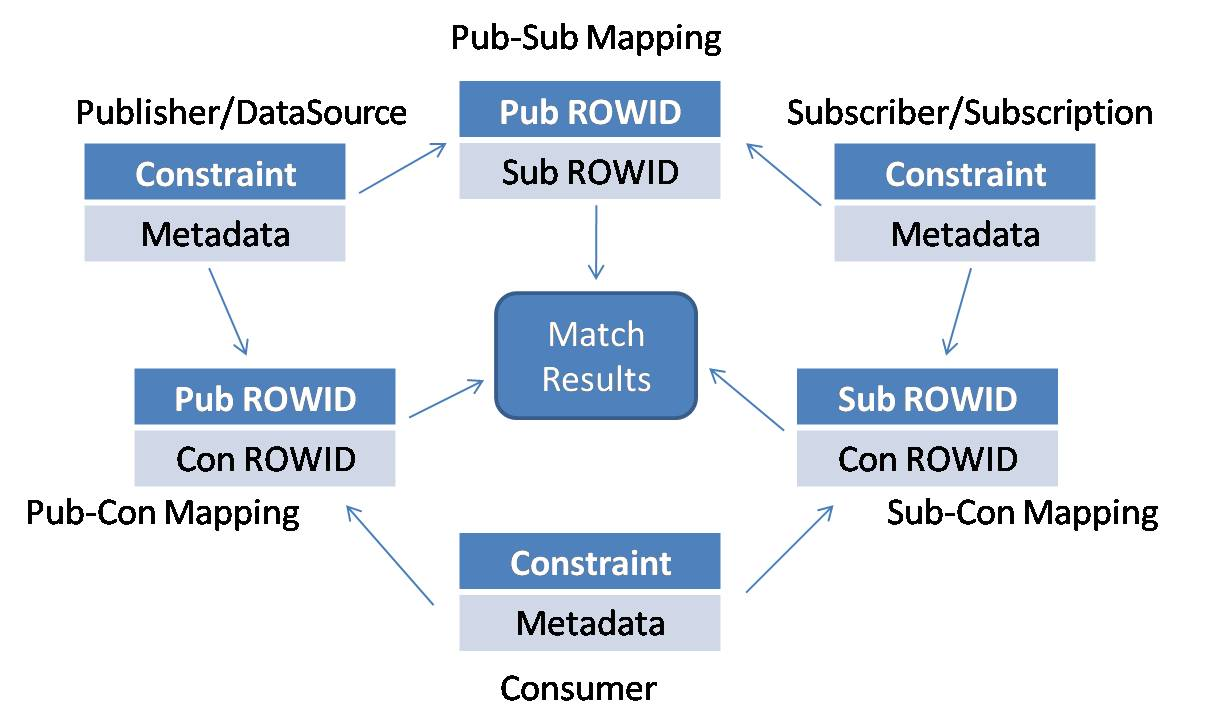 Pub-Sub Mapping
Publisher/DataSource
Pub ROWID
Subscriber/Subscription
Constraint
Sub ROWID
Constraint
Metadata
Metadata
Match
Results
Pub ROWID
Con ROWID
Pub-Con Mapping
Sub ROWID
Con ROWID
Sub-Con Mapping
Constraint
Metadata
Consumer